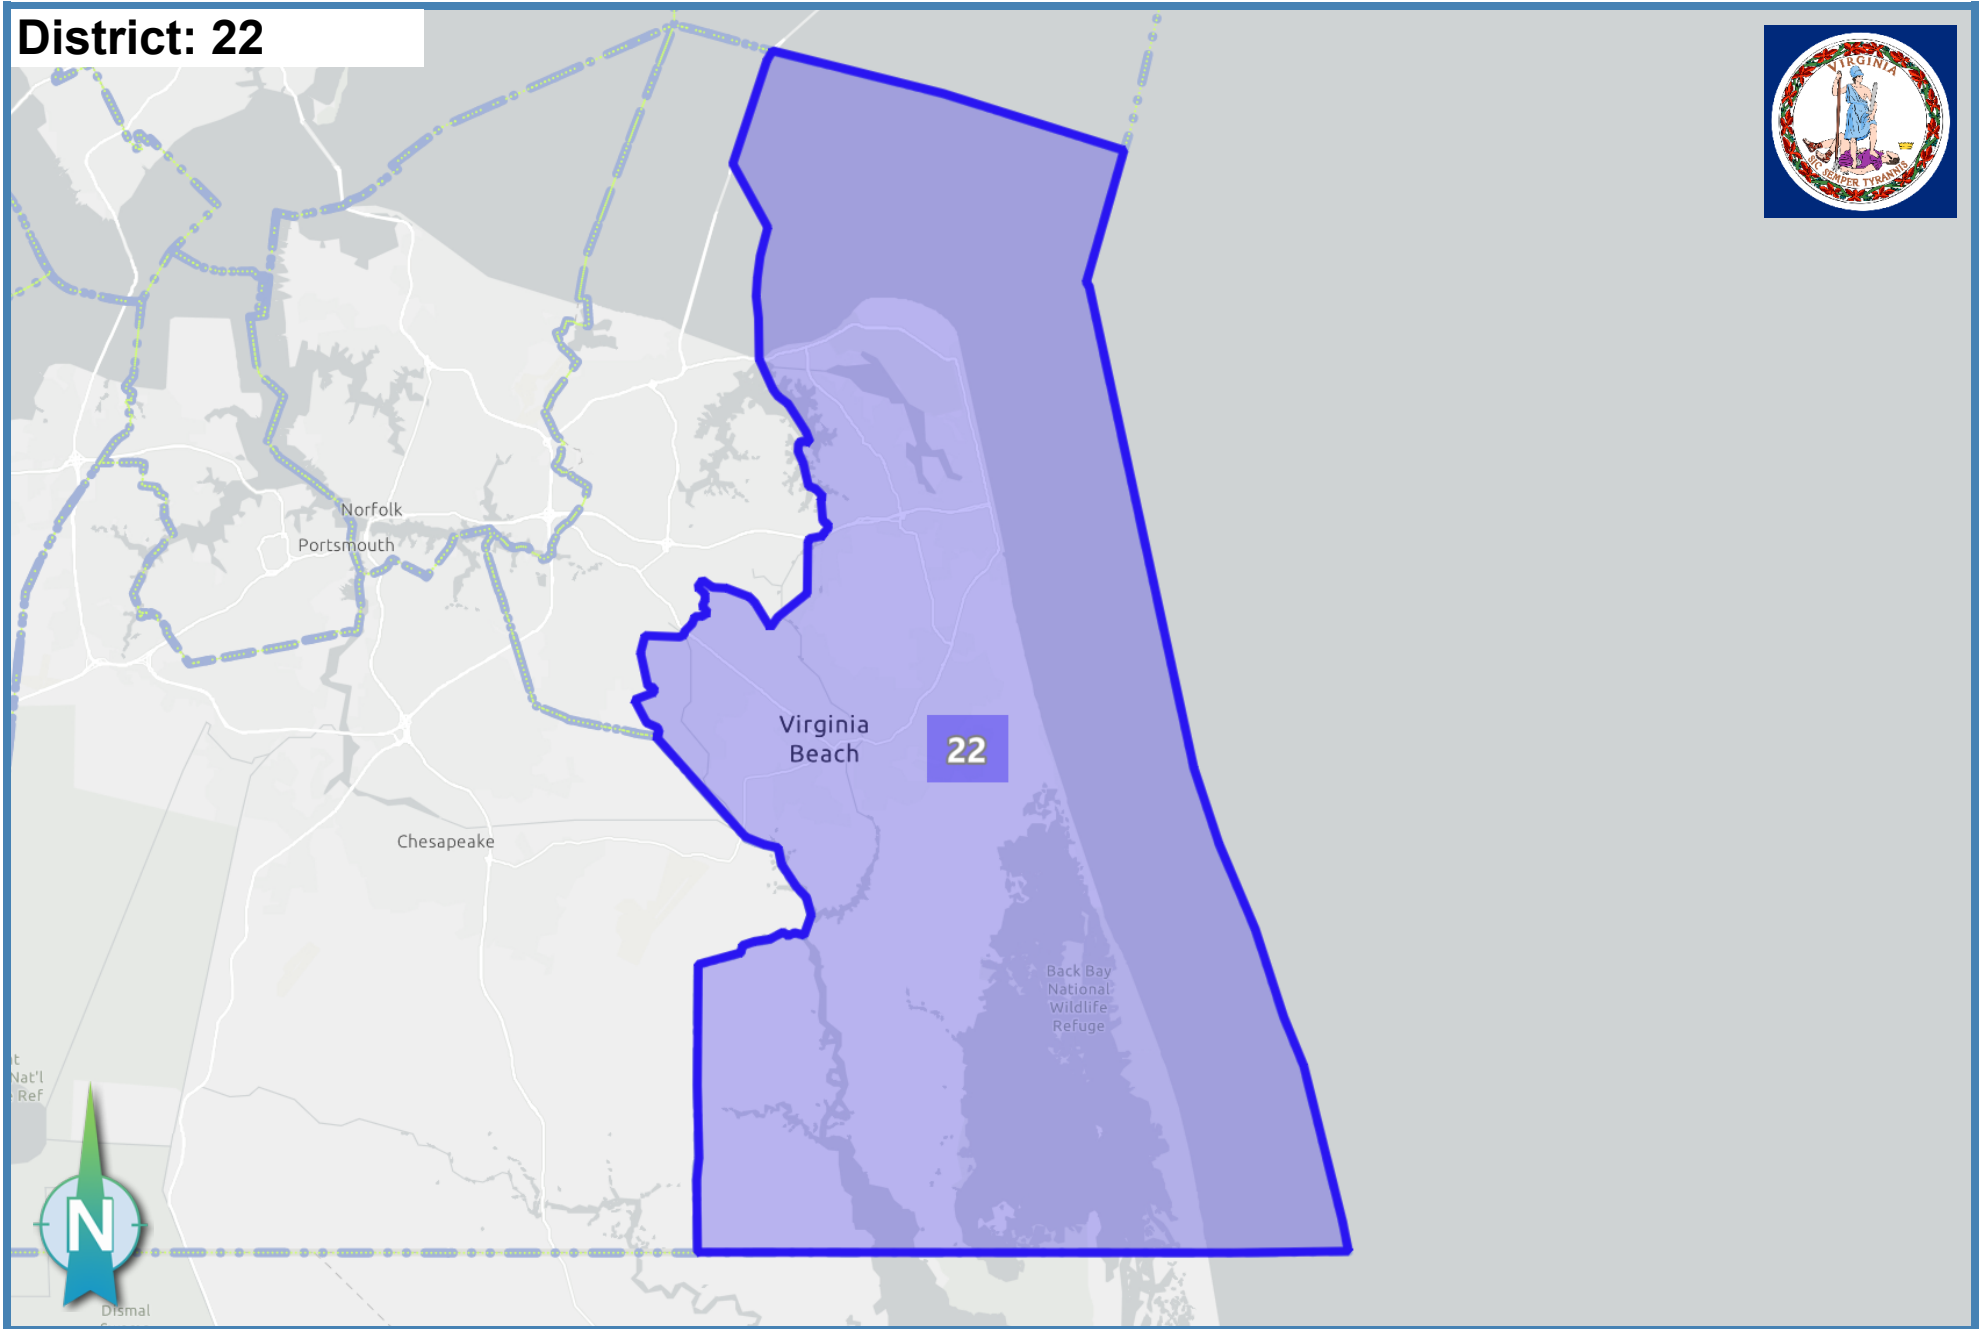 District: 22
VIRGINIA
SIC SEMPER TYRANNIS
Norfolk
Portsmouth
Virginia
Beach
22
Chesapeake
Back Bay
National
Wildlife
Refuge
Nat'l
Ref
N
Dismal